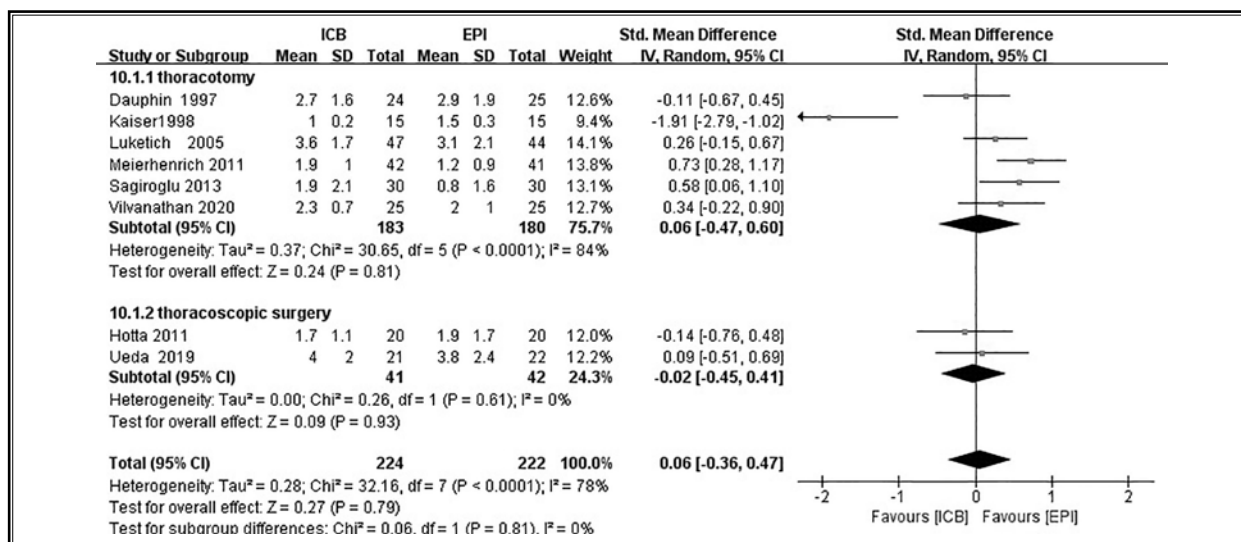 ICB EPI Std. Mean Difference Std. Mean Difference
Study or Subgroup Mean SD Total Mean SD Total Weight IV, Random, 95% CI IV, Random, 95% CI
10.1.1 thoracotomy
Dauphin 1997 2.7 1.6 24 2.9 1.9 25 12.6% -0.11 [-0.67, 0.45]
Kaiser1998 1 0.2 15 1.5 0.3 15 9.4% -1.91 [-2.79, -1.02]
Luketich 2005 3.6 1.7 47 3.1 2.1 44 14.1% 0.26 [-0.15, 0.67]
Meierhenrich 2011 1.9 1 42 1.2 0.9 41 13.8% 0.73 [0.28, 1.17]
Sagiroglu 2013 1.9 2.1 30 0.8 1.6 30 13.1% 0.58 [0.06, 1.10]
Vilvanathan 2020 2.3 0.7 25 2 1 25 12.7% 0.34 [-0.22, 0.90]
Subtotal (95% CI) 183 180 75.7% 0.06 [-0.47, 0.60]
Heterogeneity: Tau² = 0.37; Chi² = 30.65, df = 5 (P < 0.0001); I² = 84%
Test for overall effect: Z = 0.24 (P = 0.81)
10.1.2 thoracoscopic surgery
Hotta 2011 1.7 1.1 20 1.9 1.7 20 12.0% -0.14 [-0.76, 0.48]
Ueda 2019 4 2 21 3.8 2.4 22 12.2% 0.09 [-0.51, 0.69]
Subtotal (95% CI) 41 42 24.3% -0.02 [-0.45, 0.41]
Heterogeneity: Tau² = 0.00; Chi² = 0.26, df = 1 (P = 0.61); I² = 0%
Test for overall effect: Z = 0.09 (P = 0.93)
Total (95% CI) 224 222 100.0% 0.06 [-0.36, 0.47]
Heterogeneity: Tau² = 0.28; Chi² = 32.16, df = 7 (P < 0.0001); I² = 78%
Test for overall effect: Z = 0.27 (P = 0.79)
Test for subgroup differences: Chi² = 0.06, df = 1 (P = 0.81), I² = 0%
-2 -1 0 1 2
Favours [ICB] Favours [EPI]